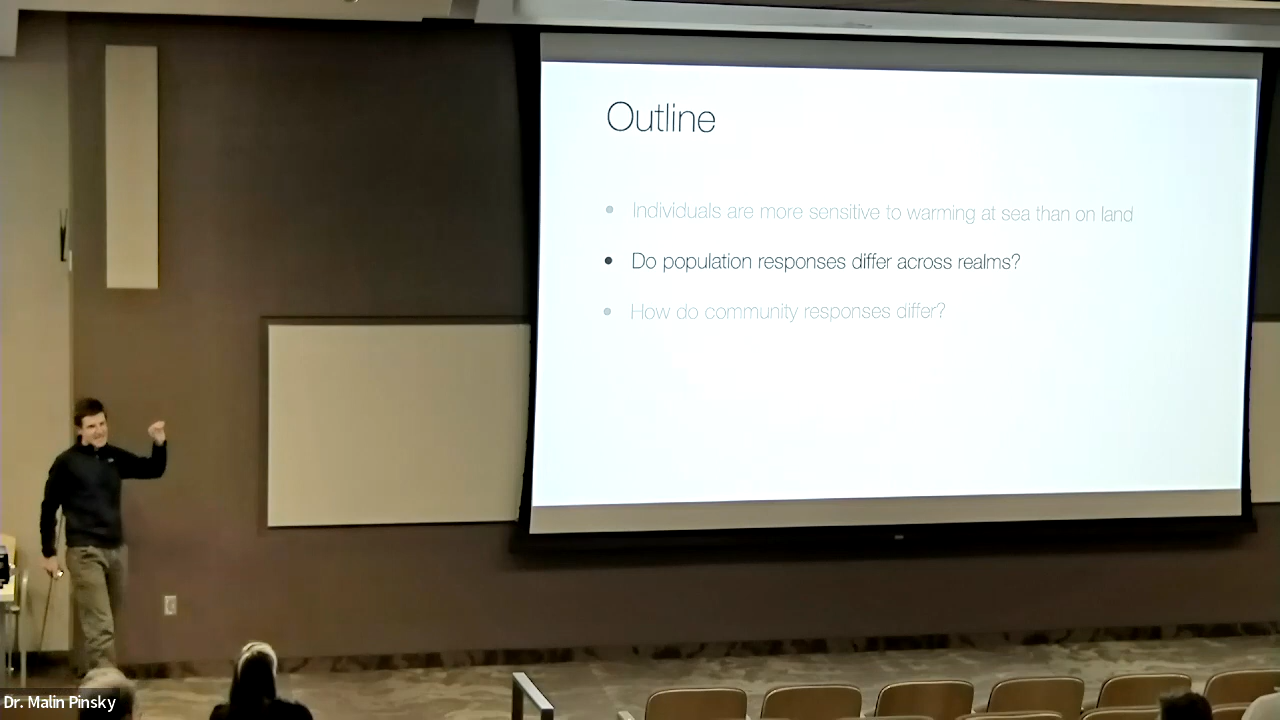 Outline
• Individuals are more sensitive to warming at sea than on land
• Do population responses differ across realms?
• How do community responses differ?
Dr. Malin Pinsky